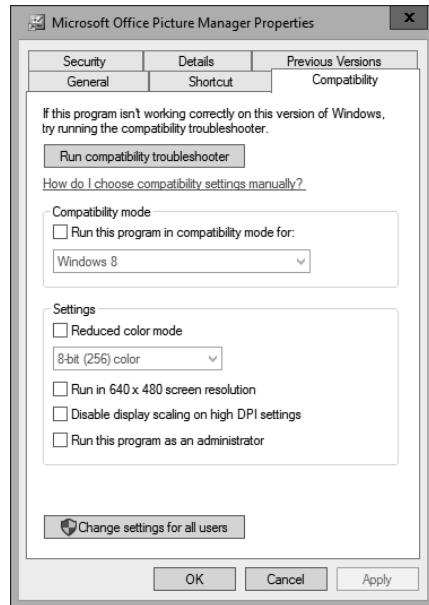 Microsoft Office Picture Manager Properties
x
Security Details Previous Versions
General Shortcut Compatibility
If this program isn't working correctly on this version of Windows,
try running the compatibility troubleshooter.
Run compatibility troubleshooter
How do I choose compatibility settings manually?
Compatibility mode
Run this program in compatibility mode for:
Windows 8
Settings
Reduced color mode
8-bit (256) color
Run in 640 x 480 screen resolution
Disable display scaling on high DPI settings
Run this program as an administrator
Change settings for all users
OK Cancel Apply